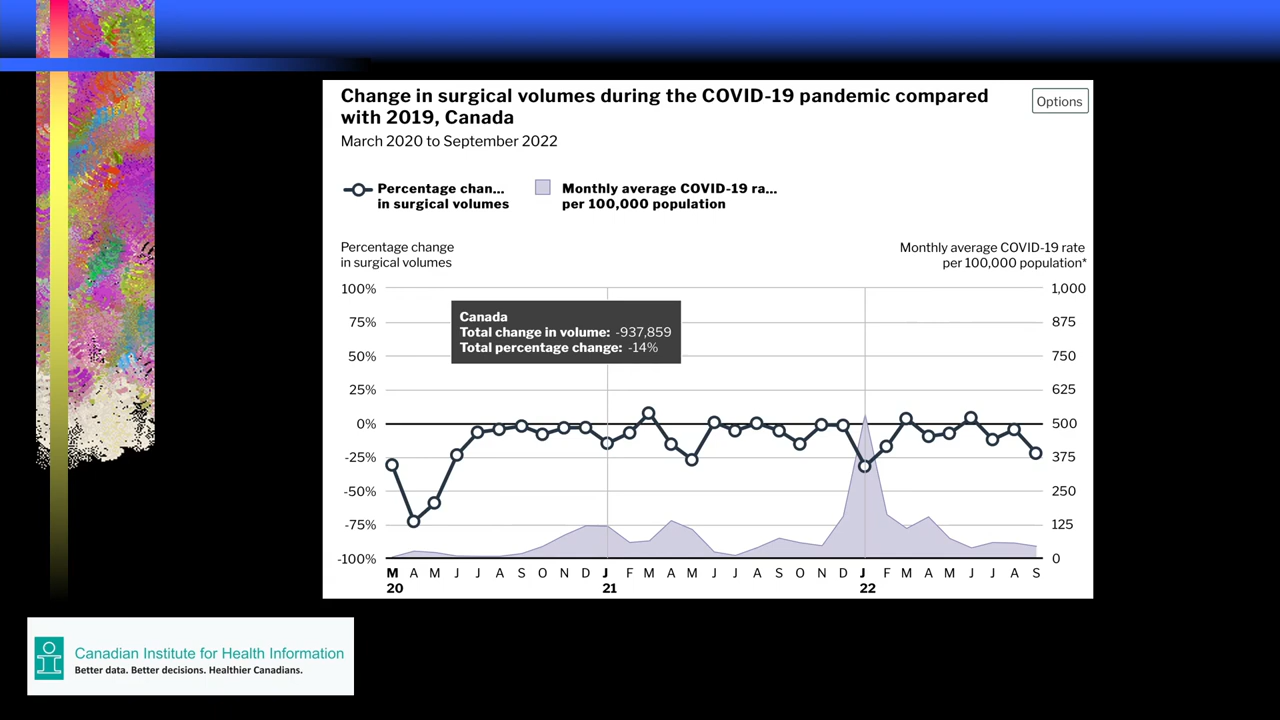 Change in surgical volumes during the COVID-19 pandemic compared
with 2019, Canada
Options
March 2020 to September 2022
Percentage chan...
in surgical volumes
Monthly average COVID-19 ra...
per 100,000 population
Percentage change
in surgical volumes
Monthly average COVID-19 rate
per 100,000 population*
100% 1,000
Canada
Total change in volume: -937,859
Total percentage change: -14%
75% 875
50% 750
25% 625
0% 500
-25% 375
-50% 250
-75% 125
-100% 0
M A M J J A S O N D J F M A M J J A S O N D J F M A M J J A S
20 21 22
Canadian Institute for Health Information
Better data. Better decisions. Healthier Canadians.